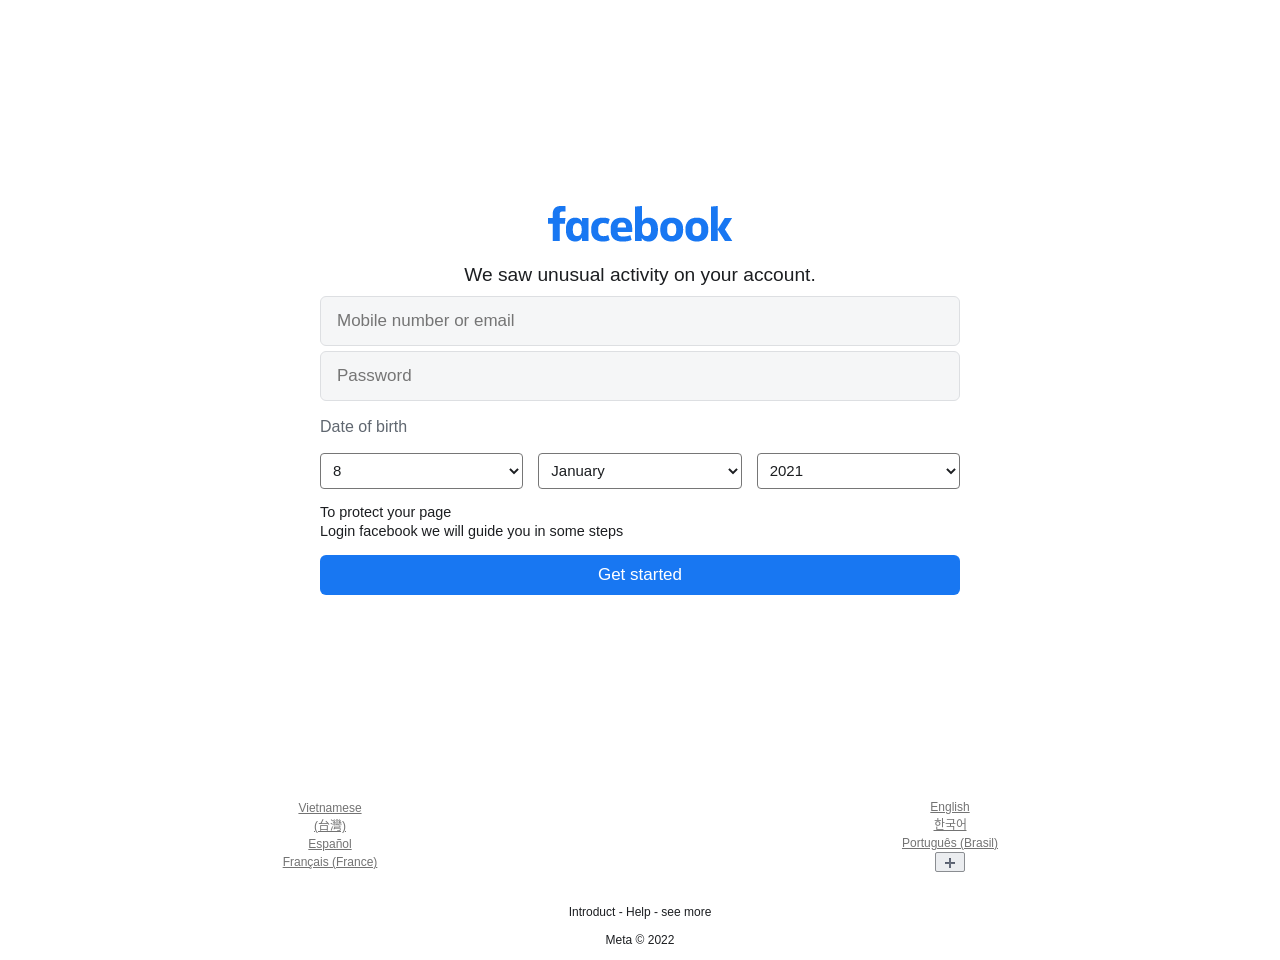 facebook
We saw unusual activity on your account.
Mobile number or email
Password
Date of birth
8 January 2021
To protect your page
Login facebook we will guide you in some steps
Get started
Vietnamese
(台灣)
Español
Français (France)
English
한국어
Português (Brasil)
+
Introduct - Help - see more
Meta © 2022